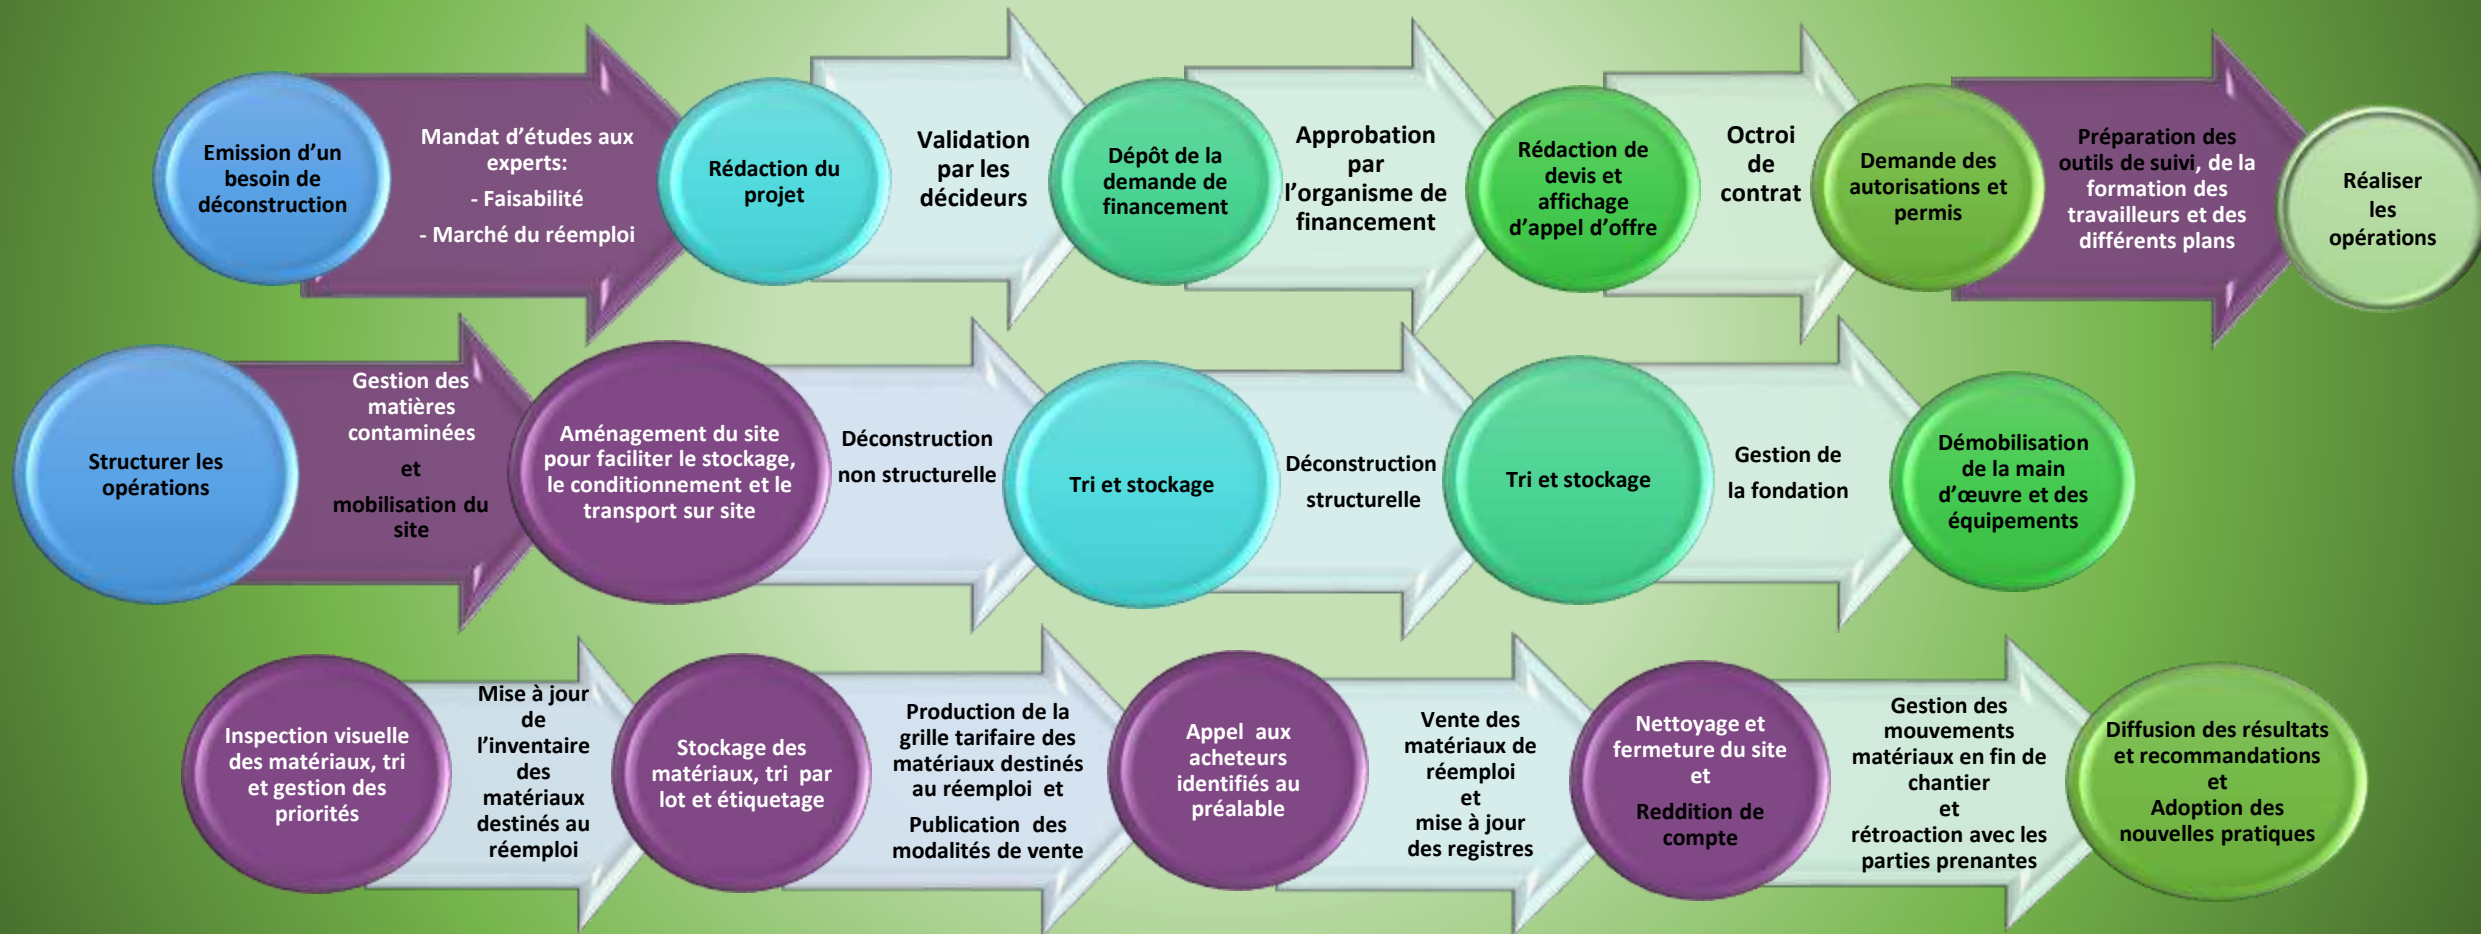 Emission d'un
besoin de
déconstruction
Mandat d'études aux
experts:
- Faisabilité
- Marché du réemploi
Rédaction du
projet
Validation
par les
décideurs
Dépôt de la
demande de
financement
Approbation
par
l'organisme de
financement
Rédaction de
devis et
affichage
d'appel d'offre
Octroi
de
contrat
Demande des
autorisations et
permis
Préparation des
outils de suivi, de la
formation des
travailleurs et des
différents plans
Réaliser
les
opérations
Structurer les
opérations
Gestion des
matières
contaminées
et
mobilisation du
site
Aménagement du site
pour faciliter le stockage,
le conditionnement et le
transport sur site
Déconstruction
non structurelle
Tri et stockage
Déconstruction
structurelle
Tri et stockage
Gestion de
la fondation
Démobilisation
de la main
d'œuvre et des
équipements
Inspection visuelle
des matériaux, tri
et gestion des
priorités
Mise à jour
de
l'inventaire
des
matériaux
destinés au
réemploi
Stockage des
matériaux, tri par
lot et étiquetage
Production de la
grille tarifaire des
matériaux destinés
au réemploi et
Publication des
modalités de vente
Appel aux
acheteurs
identifiés au
préalable
Vente des
matériaux de
réemploi
et
mise à jour
des registres
Nettoyage et
fermeture du site
et
Reddition de
compte
Gestion des
mouvements
matériaux en fin de
chantier
et
rétroaction avec les
parties prenantes
Diffusion des résultats
et recommandations
et
Adoption des
nouvelles pratiques